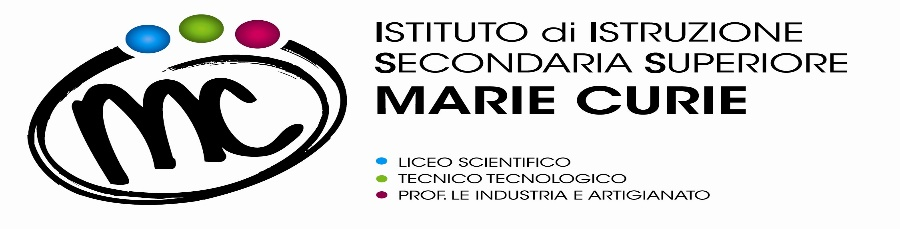 mc
ISTITUTO di ISTRUZIONE
SECONDARIA SUPERIORE
MARIE CURIE
LICEO SCIENTIFICO
TECNICO TECNOLOGICO
PROF.LE INDUSTRIA E ARTIGIANATO